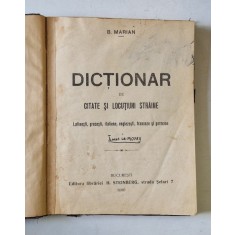 B. MARIAN
DICȚIONAR
DE
CITATE ȘI LOCUȚIUNI STRĂINE
Latinești, grecești, italiene, englezești, franceze și germane
BUCUREȘTI
Editura librăriei H. STEINBERG, strada Șelari 7